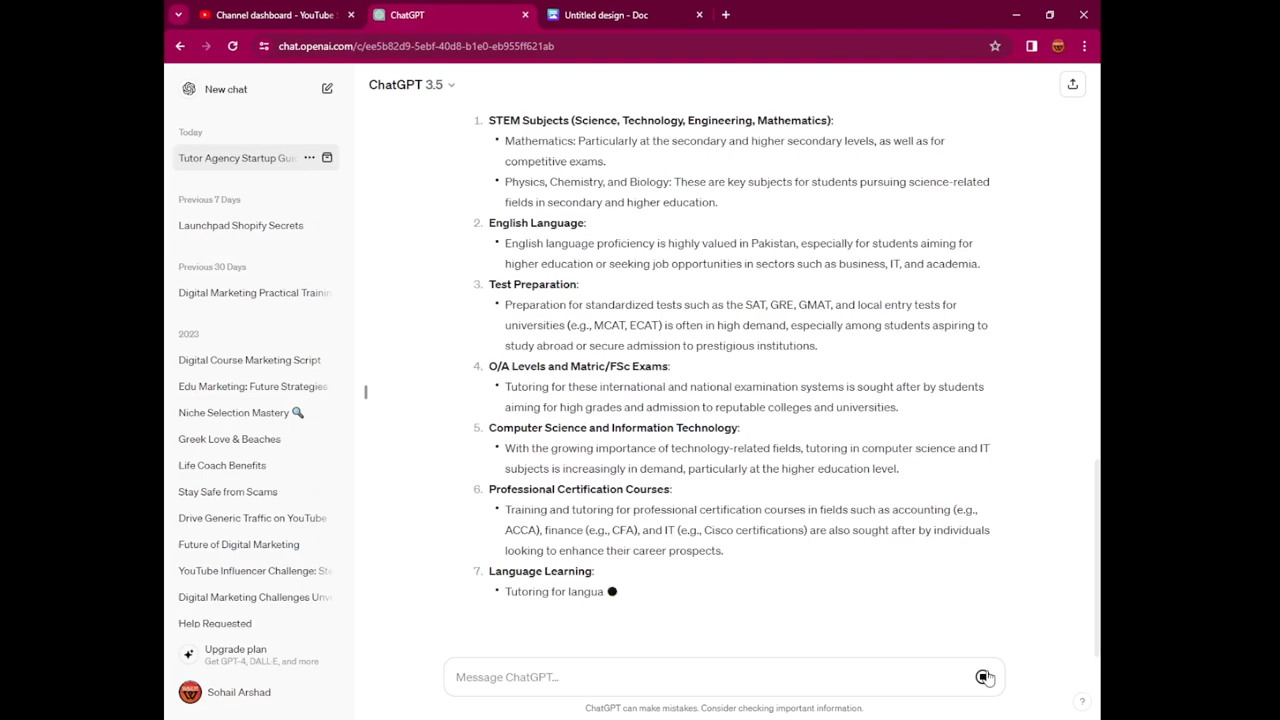 Channel dashboard - YouTube
ChatGPT
Untitled design - Doc
chat.openai.com/c/ee5b82d9-5ebf-40d8-b1e0-eb955ff621ab
New chat
ChatGPT 3.5
Today
Tutor Agency Startup Gui
Previous 7 Days
Launchpad Shopify Secrets
Previous 30 Days
Digital Marketing Practical Trainin
2023
Digital Course Marketing Script
Edu Marketing: Future Strategies
Niche Selection Mastery 🔍
Greek Love & Beaches
Life Coach Benefits
Stay Safe from Scams
Drive Generic Traffic on YouTube
Future of Digital Marketing
YouTube Influencer Challenge: Ste
Digital Marketing Challenges Unv
Help Requested
Upgrade plan
Get GPT-4, DALL·E, and more
Sohail Arshad
1. STEM Subjects (Science, Technology, Engineering, Mathematics):
• Mathematics: Particularly at the secondary and higher secondary levels, as well as for
competitive exams.
• Physics, Chemistry, and Biology: These are key subjects for students pursuing science-related
fields in secondary and higher education.
2. English Language:
• English language proficiency is highly valued in Pakistan, especially for students aiming for
higher education or seeking job opportunities in sectors such as business, IT, and academia.
3. Test Preparation:
• Preparation for standardized tests such as the SAT, GRE, GMAT, and local entry tests for
universities (e.g., MCAT, ECAT) is often in high demand, especially among students aspiring to
study abroad or secure admission to prestigious institutions.
4. O/A Levels and Matric/FSc Exams:
• Tutoring for these international and national examination systems is sought after by students
aiming for high grades and admission to reputable colleges and universities.
5. Computer Science and Information Technology:
• With the growing importance of technology-related fields, tutoring in computer science and IT
subjects is increasingly in demand, particularly at the higher education level.
6. Professional Certification Courses:
• Training and tutoring for professional certification courses in fields such as accounting (e.g.,
ACCA), finance (e.g., CFA), and IT (e.g., Cisco certifications) are also sought after by individuals
looking to enhance their career prospects.
7. Language Learning:
• Tutoring for langua
Message ChatGPT...
ChatGPT can make mistakes. Consider checking important information.
?